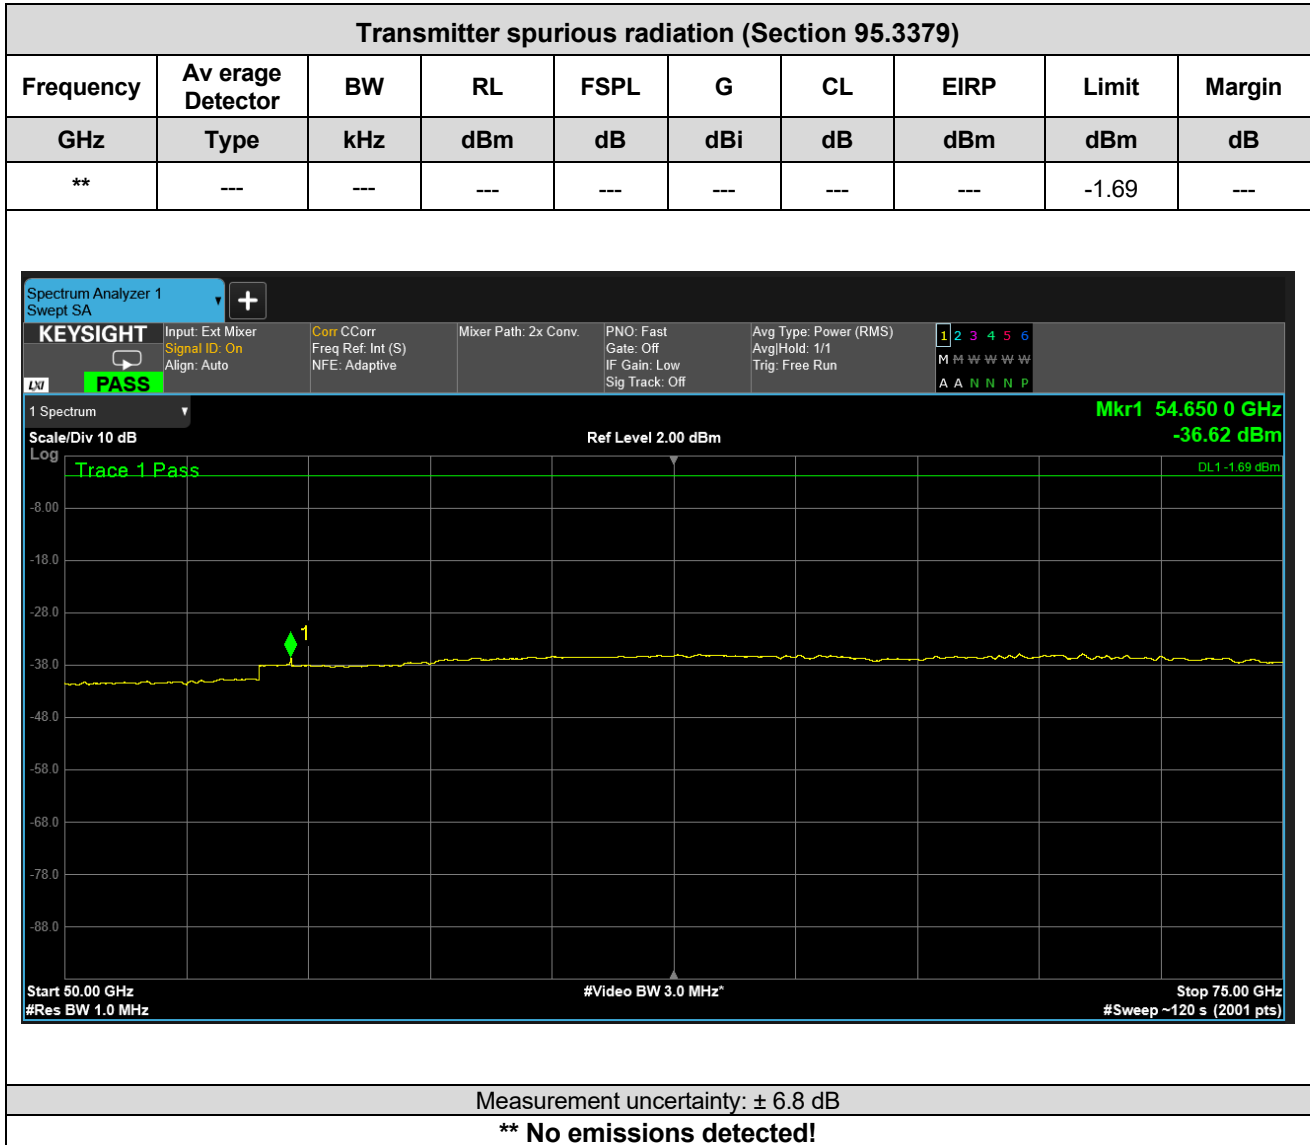 Transmitter spurious radiation (Section 95.3379)
Frequency Av erage Detector BW RL FSPL G CL EIRP Limit Margin
GHz Type kHz dBm dB dBi dB dBm dBm dB
** --- --- --- --- --- --- --- -1.69 ---
Spectrum Analyzer 1
Swept SA
+
KEYSIGHT Input: Ext Mixer Corr CCorr Mixer Path: 2x Conv. PNO: Fast Avg Type: Power (RMS) 1 2 3 4 5 6
Signal ID: On Freq Ref: Int (S) Gate: Off Avg|Hold: 1/1 M M W W W W
Align: Auto NFE: Adaptive IF Gain: Low Trig: Free Run
LXI PASS Sig Track: Off A A N N N P
1 Spectrum Mkr1 54.650 0 GHz
Scale/Div 10 dB Ref Level 2.00 dBm -36.62 dBm
Log
Trace 1 Pass DL1 -1.69 dBm
-8.00
-18.0
-28.0
1
-38.0
-48.0
-58.0
-68.0
-78.0
-88.0
Start 50.00 GHz #Video BW 3.0 MHz* Stop 75.00 GHz
#Res BW 1.0 MHz #Sweep ~120 s (2001 pts)
Measurement uncertainty: ± 6.8 dB
** No emissions detected!